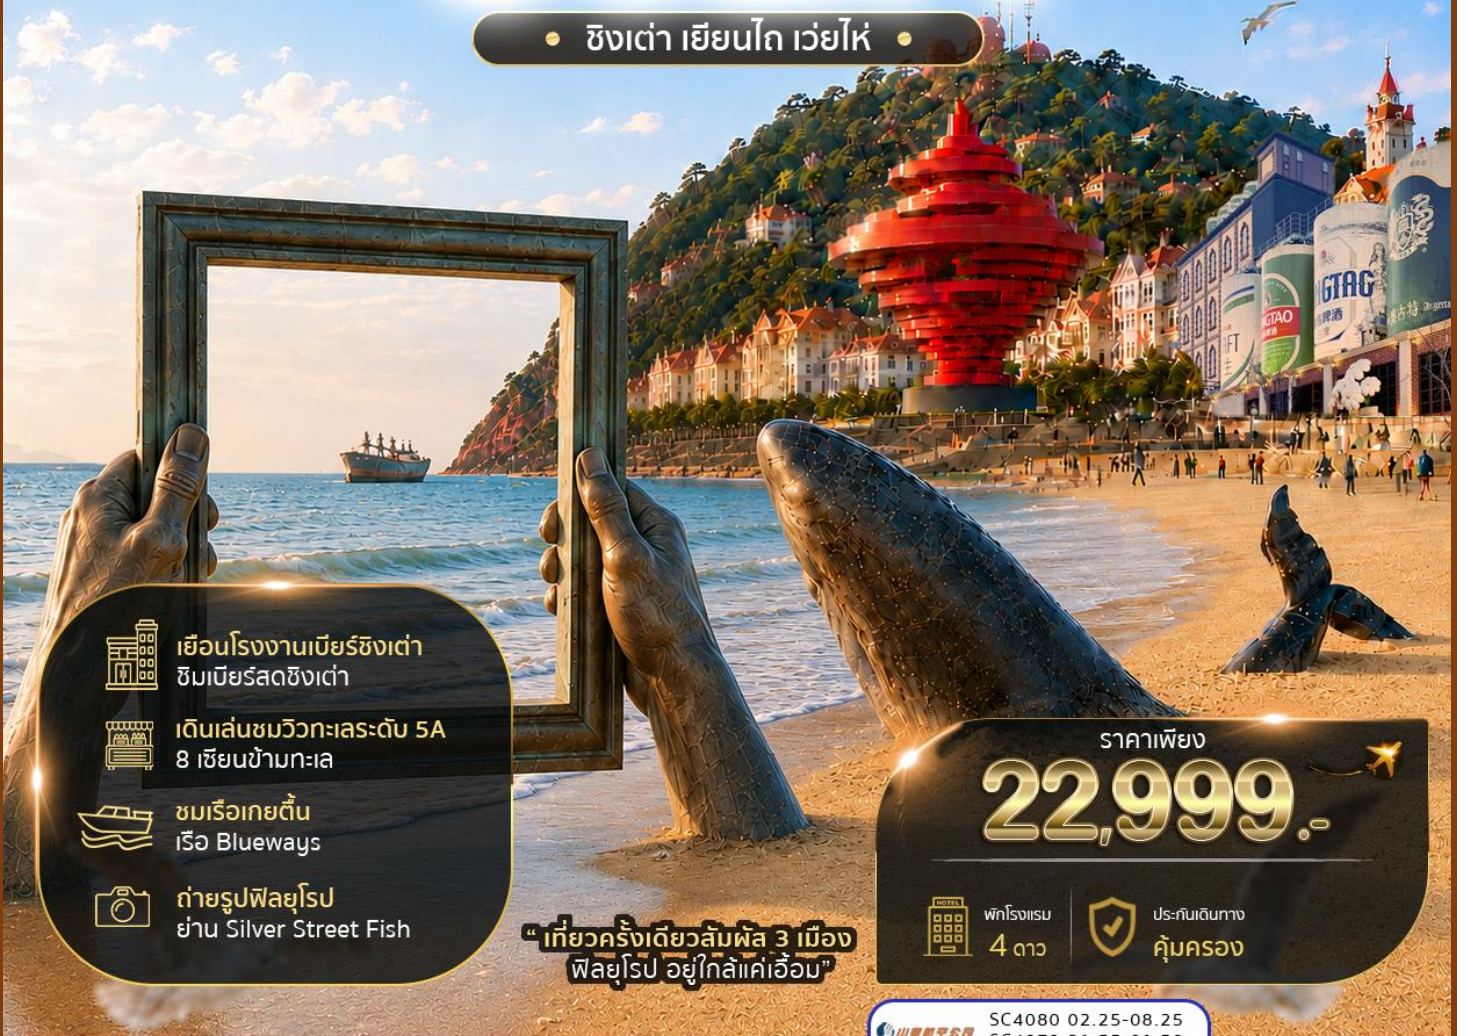 ชิงเต่า เยียนไถ เว่ยไห่
TAG
TAO
啤酒
เยือนโรงงานเบียร์ชิงเต่า
ชิมเบียร์สดชิงเต่า
เดินเล่นชมวิวทะเลระดับ 5A
8 เซียนข้ามทะเล
ชมเรือเกยตื้น
เรือ Blueways
ถ่ายรูปฟิลยุโรป
ย่าน Silver Street Fish
“ เที่ยวครั้งเดียวสัมผัส 3 เมือง
ฟิลยุโรป อยู่ใกล้แค่เอื้อม”
ราคาเพียง
22,999.-
HOTEL
พักโรงแรม
4 ดาว
ประกันเดินทาง
คุ้มครอง
SC4080 02.25-08.25